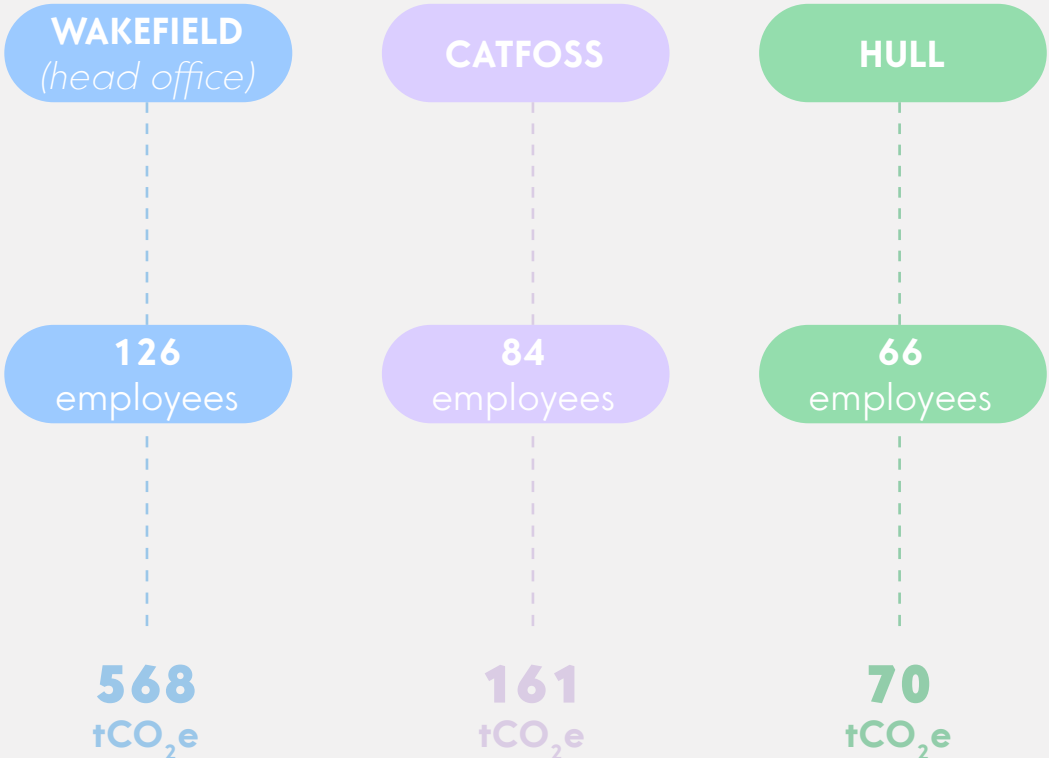 WAKEFIELD
(head office)
CATFOSS
HULL
126
employees
84
employees
66
employees
568
tCO₂e
161
tCO₂e
70
tCO₂e